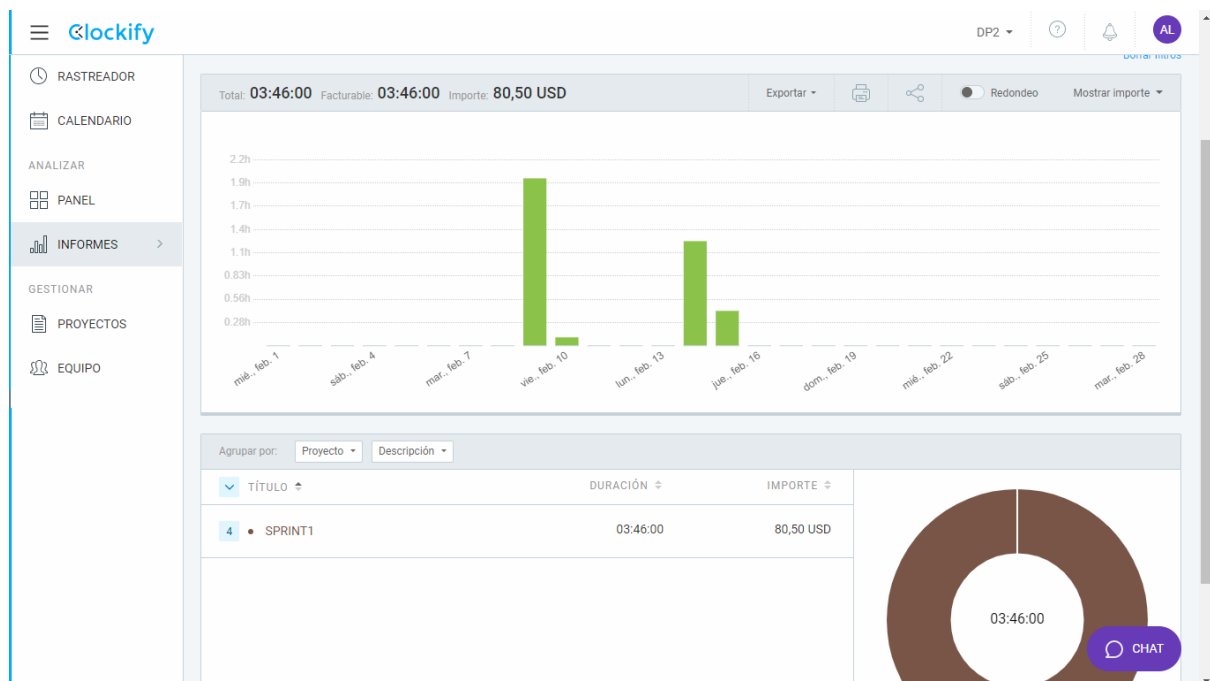 Clockify
DP2
?
AL
Borrar filtros
RASTREADOR
CALENDARIO
ANALIZAR
PANEL
INFORMES
GESTIONAR
PROYECTOS
EQUIPO
Total: 03:46:00 Facturable: 03:46:00 Importe: 80,50 USD
Exportar
Redondeo
Mostrar importe
2.2h
1.9h
1.7h
1.4h
1.1h
0.83h
0.56h
0.28h
mié., feb. 1
sáb., feb. 4
mar., feb. 7
vie., feb. 10
lun., feb. 13
jue., feb. 16
dom., feb. 19
mié., feb. 22
sáb., feb. 25
mar., feb. 28
Agrupar por: Proyecto Descripción
TÍTULO DURACIÓN IMPORTE
4 SPRINT1 03:46:00 80,50 USD
03:46:00
CHAT